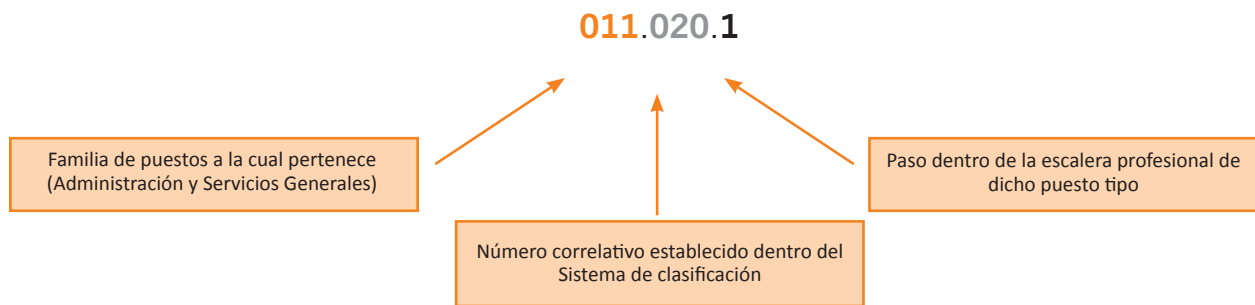 011.020.1
Familia de puestos a la cual pertenece
(Administración y Servicios Generales)
Paso dentro de la escalera profesional de
dicho puesto tipo
Número correlativo establecido dentro del
Sistema de clasificación